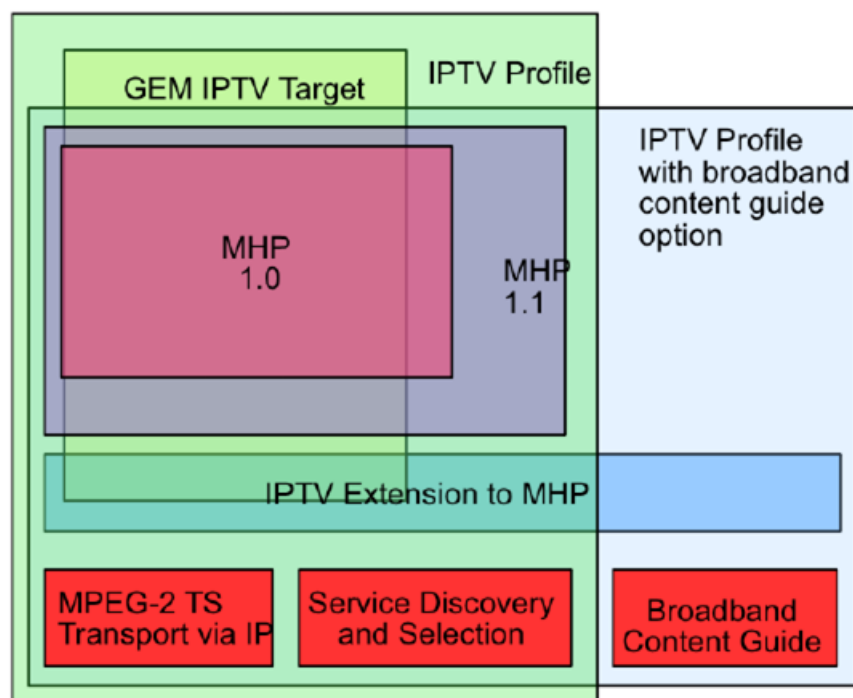 GEM IPTV Target
IPTV Profile
IPTV Profile
with broadband
content guide
option
MHP
1.0
MHP
1.1
IPTV Extension to MHP
MPEG-2 TS
Transport via IP
Service Discovery
and Selection
Broadband
Content Guide